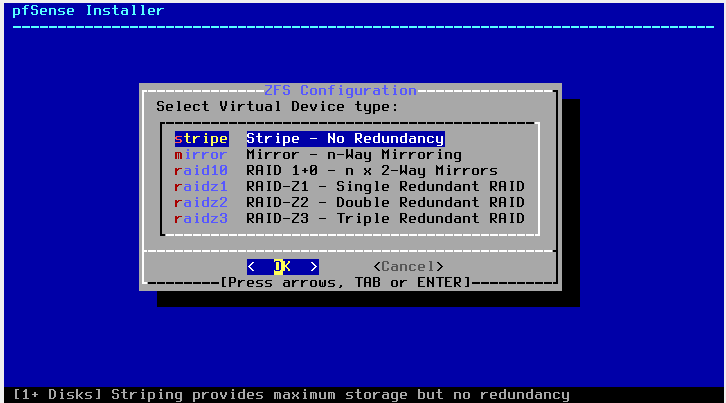 pfSense Installer
ZFS Configuration
Select Virtual Device type:
stripe Stripe - No Redundancy
mirror Mirror - n-Way Mirroring
raid10 RAID 1+0 - n x 2-Way Mirrors
raidz1 RAID-Z1 - Single Redundant RAID
raidz2 RAID-Z2 - Double Redundant RAID
raidz3 RAID-Z3 - Triple Redundant RAID
< OK > <Cancel>
[Press arrows, TAB or ENTER]
[1+ Disks] Striping provides maximum storage but no redundancy